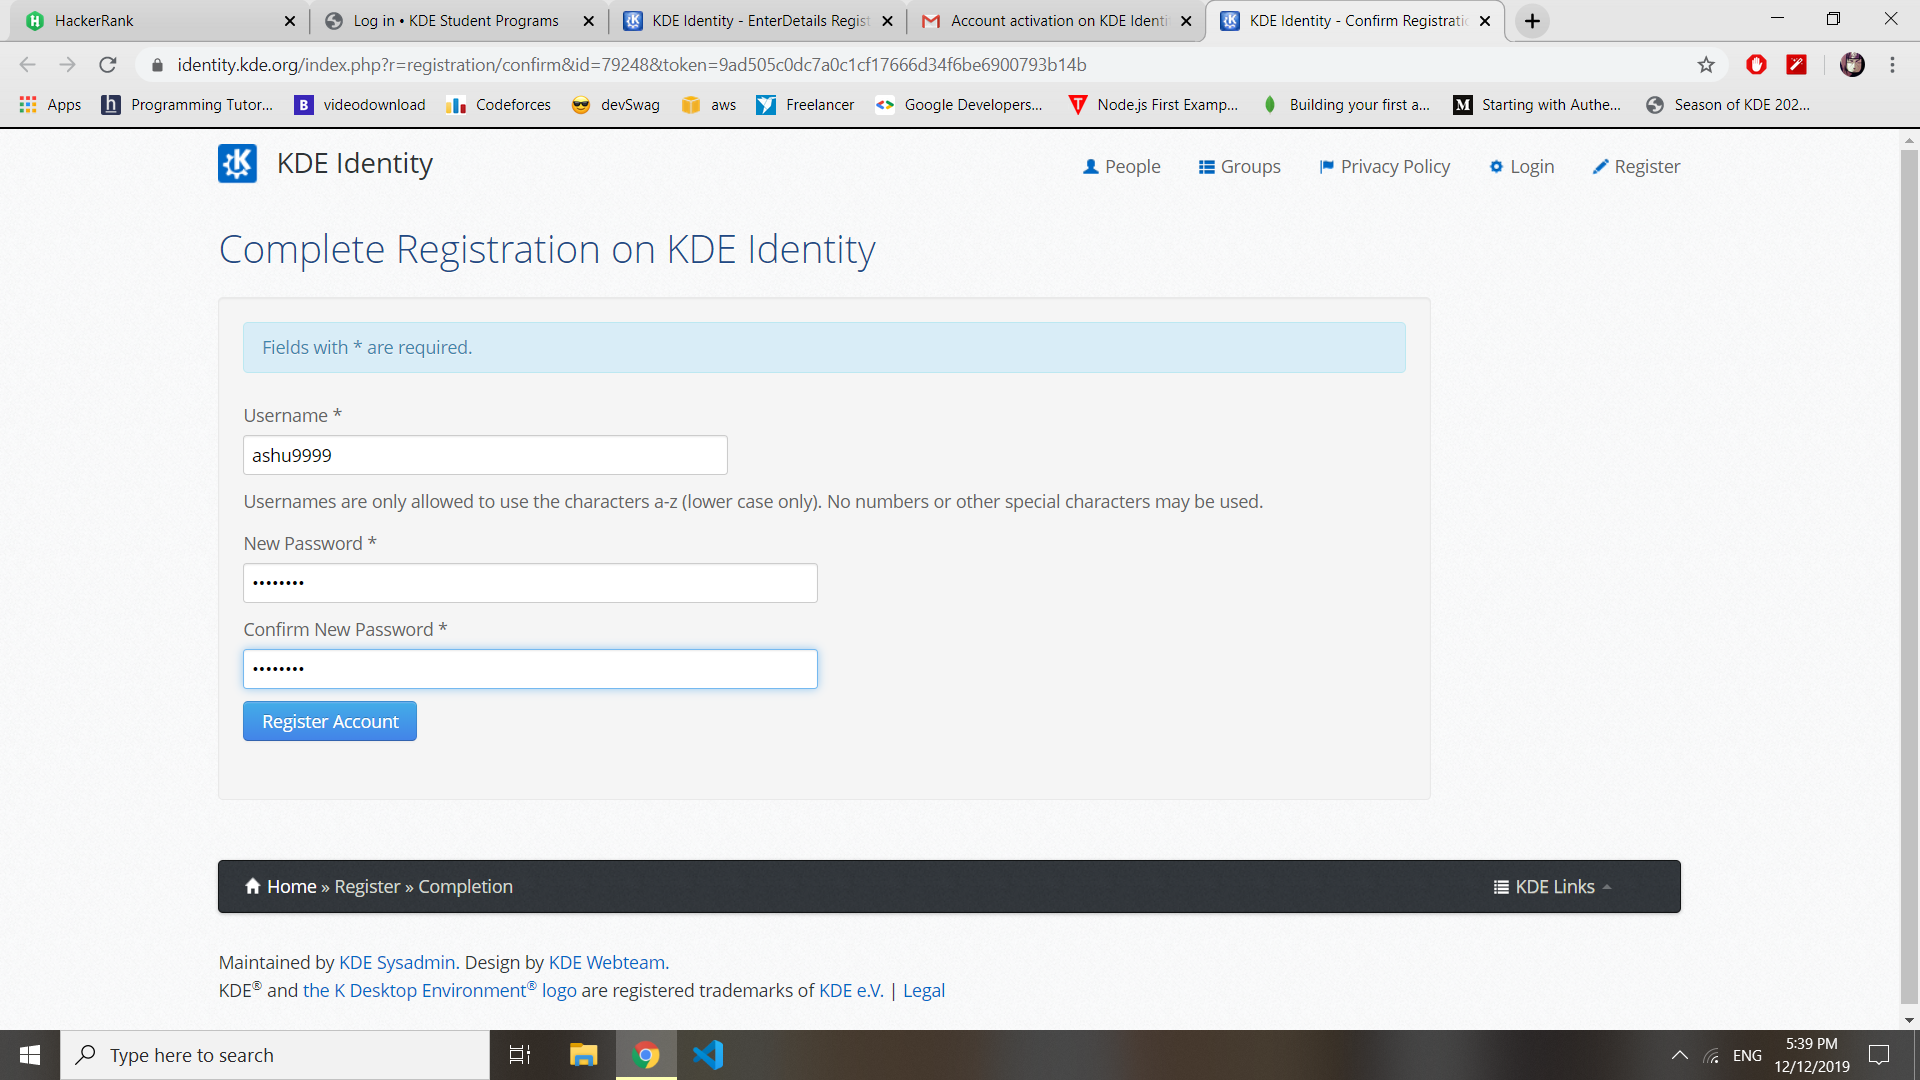 HackerRank
Log in • KDE Student Programs
KDE Identity - EnterDetails Regist
Account activation on KDE Identi
KDE Identity - Confirm Registratio
identity.kde.org/index.php?r=registration/confirm&id=79248&token=9ad505c0dc7a0c1cf17666d34f6be6900793b14b
Apps
Programming Tutor...
videodownload
Codeforces
devSwag
aws
Freelancer
Google Developers...
Node.js First Examp...
Building your first a...
Starting with Authe...
Season of KDE 202...
KDE Identity
People
Groups
Privacy Policy
Login
Register
Complete Registration on KDE Identity
Fields with * are required.
Username *
ashu9999
Usernames are only allowed to use the characters a-z (lower case only). No numbers or other special characters may be used.
New Password *
••••••••
Confirm New Password *
••••••••
Register Account
Home » Register » Completion
KDE Links
Maintained by KDE Sysadmin. Design by KDE Webteam.
KDE® and the K Desktop Environment® logo are registered trademarks of KDE e.V. | Legal
Type here to search
ENG
5:39 PM
12/12/2019